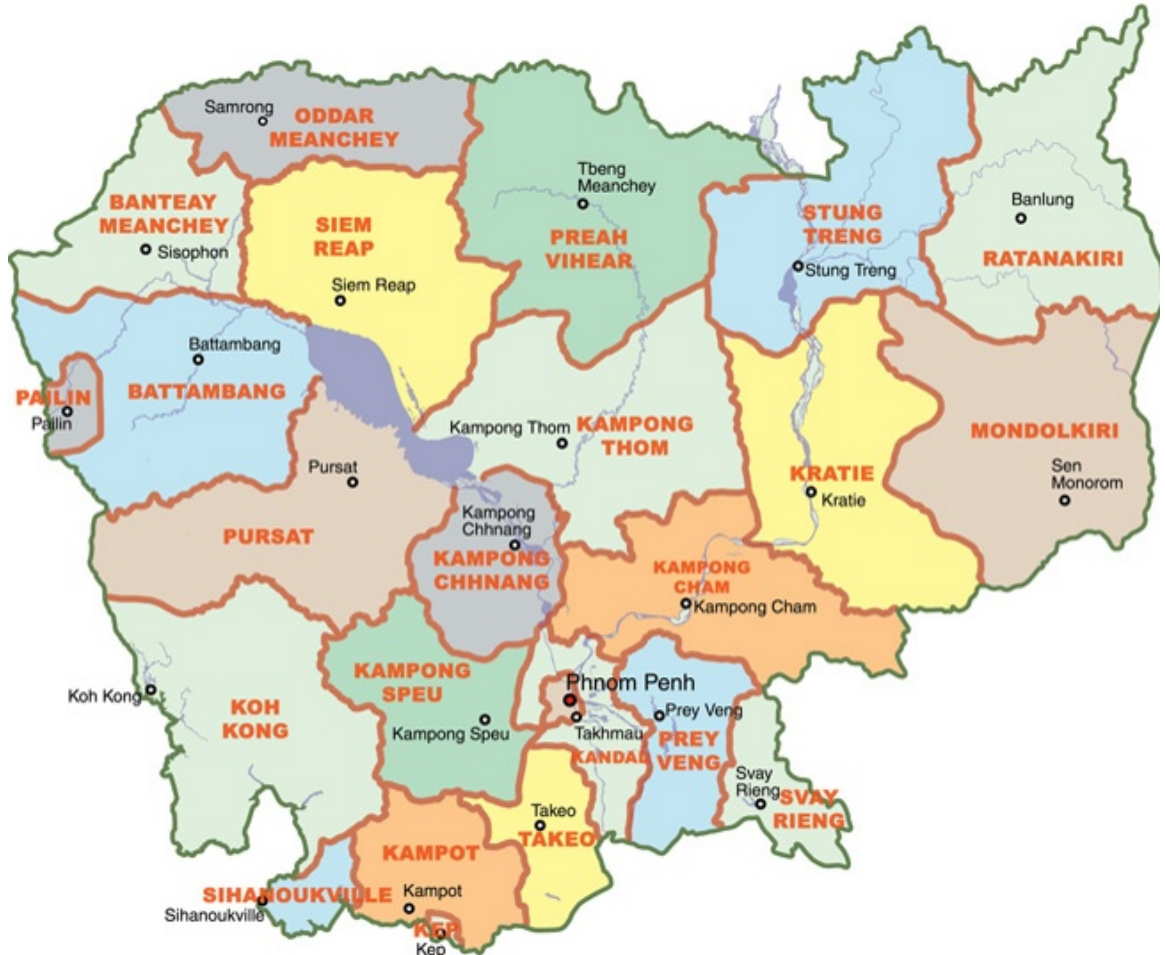 Samrong
ODDAR
MEANCHEY
Tbeng
Meanchey
BANTEAY
MEANCHEY
Sisophon
SIEM
REAP
Siem Reap
PREAH
VIHEAR
STUNG
TRENG
Stung Treng
Banlung
RATANAKIRI
Battambang
BATTAMBANG
PAILIN
Pailin
Kampong Thom
KAMPONG
THOM
KRATIE
Kratie
MONDOLKIRI
Sen
Monorom
Pursat
PURSAT
Kampong
Chhnang
KAMPONG
CHHNANG
KAMPONG
CHAM
Kampong Cham
Koh Kong
KOH
KONG
KAMPONG
SPEU
Kampong Speu
Phnom Penh
Takhmau
KANDAL
Prey Veng
PREY
VENG
Svay
Rieng
SVAY
RIENG
Takeo
TAKEO
KAMPOT
Kampot
SIHANOUKVILLE
Sihanoukville
KEP
Kep